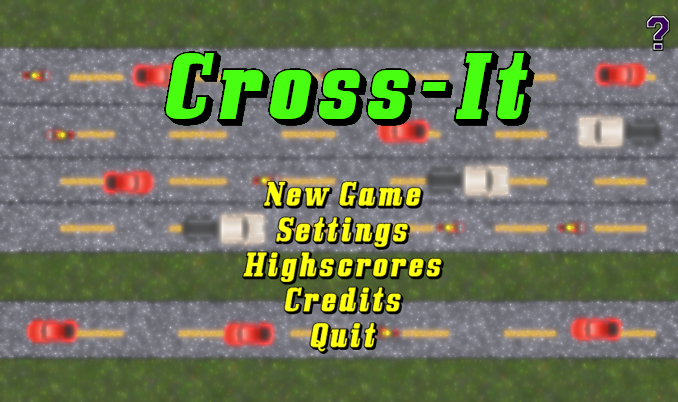 ?
Cross-It
New Game
Settings
Highscrores
Credits
Quit